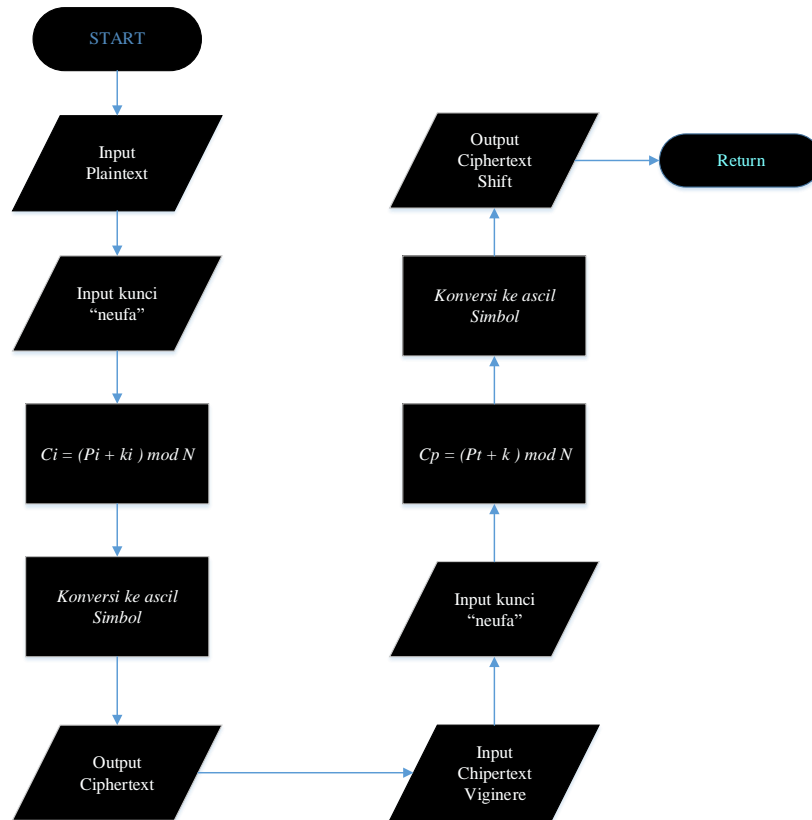 START
Input
Plaintext
Input kunci
“neufa”
Ci = (Pi + ki ) mod N
Konversi ke ascil
Simbol
Output
Ciphertext
Input
Chipertext
Viginere
Input kunci
“neufa”
Cp = (Pt + k ) mod N
Konversi ke ascil
Simbol
Output
Ciphertext
Shift
Return